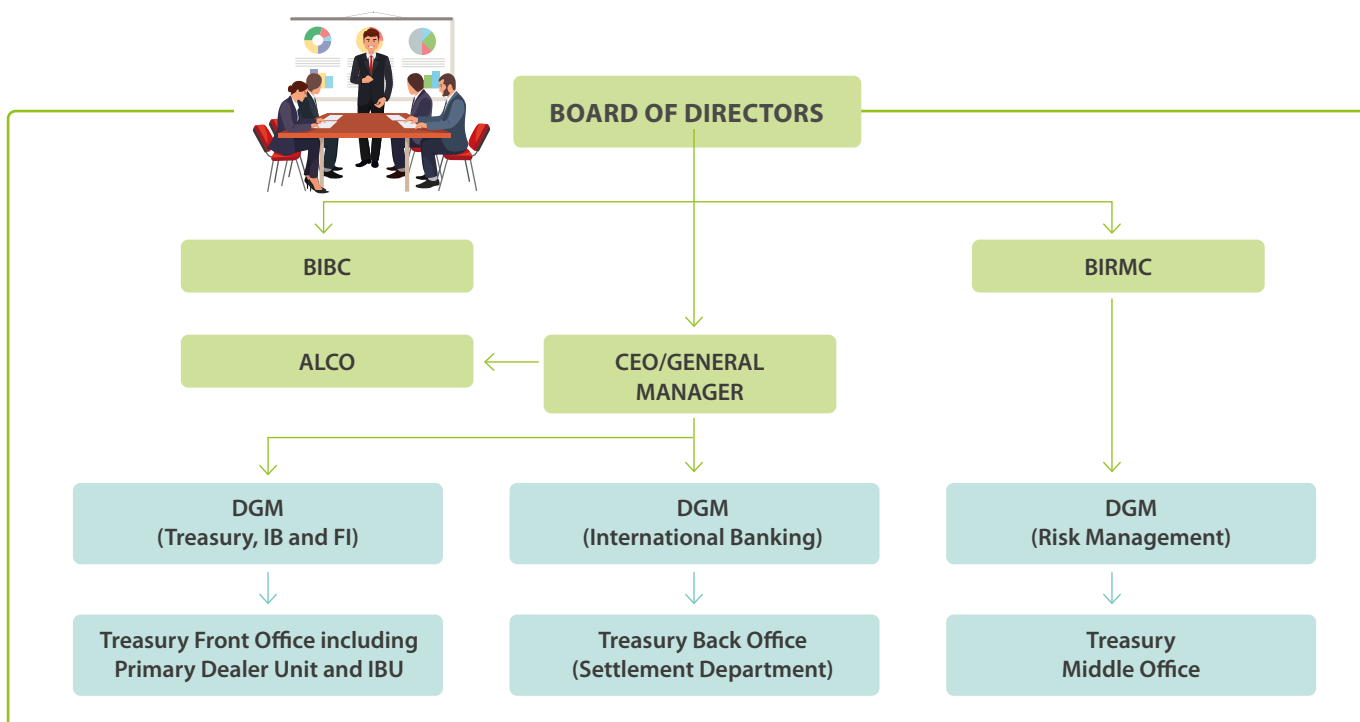 BOARD OF DIRECTORS
BIBC
BIRMC
ALCO
CEO/GENERAL
MANAGER
DGM
(Treasury, IB and FI)
DGM
(International Banking)
DGM
(Risk Management)
Treasury Front Office including
Primary Dealer Unit and IBU
Treasury Back Office
(Settlement Department)
Treasury
Middle Office